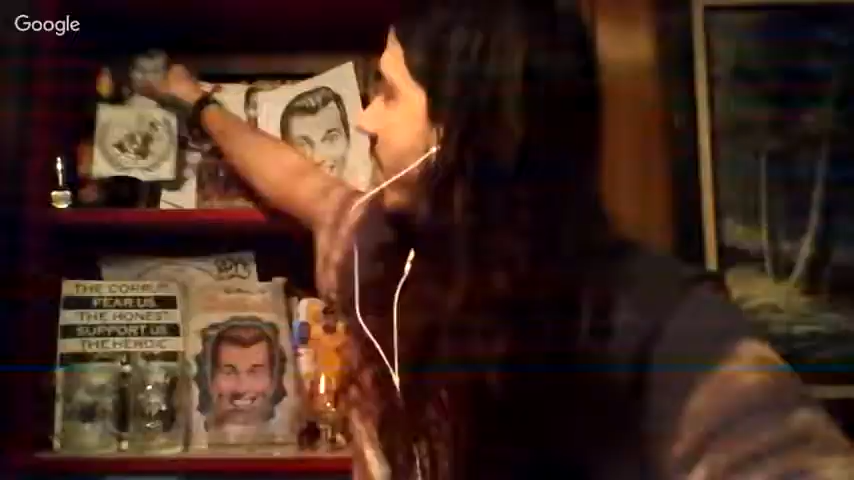 Google
THE CORRUPT
FEAR US.
THE HONEST
SUPPORT US.
THE HEROIC